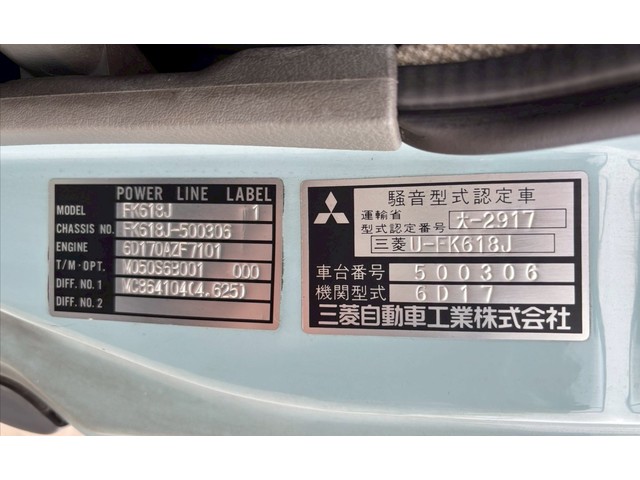 POWER LINE LABEL
MODEL FK618J 1
CHASSIS NO. FK618J-500306
ENGINE 6D170AZF7101
T/M・OPT. M050S6B001 000
DIFF. NO. 1 MC864104(4.625)
DIFF. NO. 2
騒音型式認定車
運輸省
型式認定番号 大-2917
三菱 U-FK618J
車台番号 500306
機関型式 6D17
三菱自動車工業株式会社